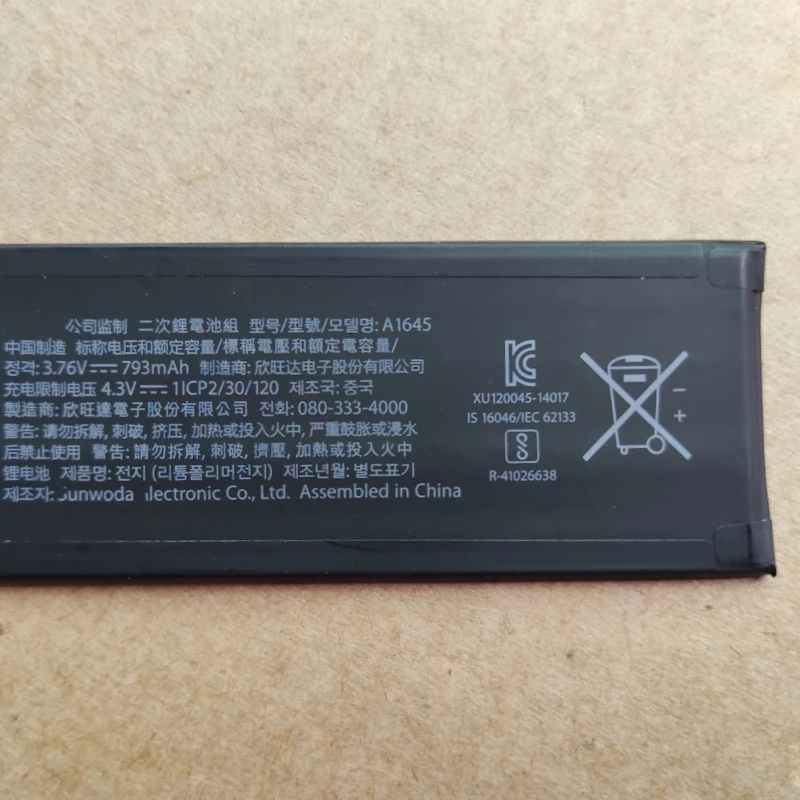 公司监制 二次鋰電池組 型号/型號/모델명: A1645
中国制造 标称电压和额定容量/標稱電壓和額定電容量/
정격: 3.76V⎓793mAh 制造商: 欣旺达电子股份有限公司
充电限制电压 4.3V⎓1ICP2/30/120 제조국: 중국
製造商: 欣旺達電子股份有限公司 전화: 080-333-4000
警告: 请勿拆解, 刺破, 挤压, 加热或投入火中, 严重鼓胀或浸水
后禁止使用 警告: 請勿拆解, 刺破, 擠壓, 加熱或投入火中
锂电池 제품명: 전지 (리튬폴리머전지) 제조년월: 별도표기
제조자: Sunwoda Co., Ltd. Assembled in China
XU120045-14017
IS 16046/IEC 62133
R-41026638